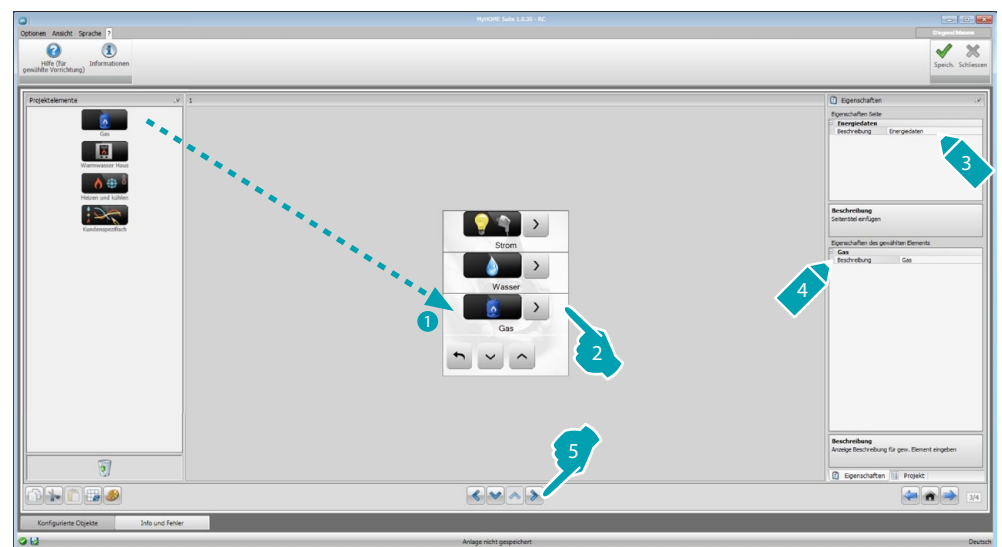 MyHOME Suite 1.0.35 - RC
Optionen Ansicht Sprache ?
Hilfe (für gewählte Vorrichtung)
Informationen
Speich. Schliessen
Projektelemente
1
Gas
Warmwasser Haus
Heizen und kühlen
Kundenspezifisch
Strom
Wasser
Gas
1
2
3
4
5
Eigenschaften
Eigenschaften Seite
Energiedaten
Beschreibung Energiedaten
Beschreibung
Seitentitel einfügen
Eigenschaften des gewählten Elements
Gas
Beschreibung Gas
Beschreibung
Anzeige Beschreibung für gew. Element eingeben
Eigenschaften Projekt
3/4
Konfigurierte Objekte Info und Fehler
Anlage nicht gespeichert
Deutsch